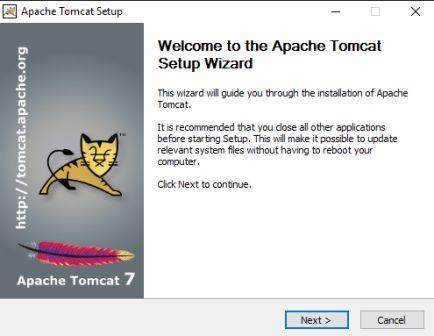 Apache Tomcat Setup
http://tomcat.apache.org
TM
Apache Tomcat 7
Welcome to the Apache Tomcat
Setup Wizard
This wizard will guide you through the installation of Apache
Tomcat.
It is recommended that you close all other applications
before starting Setup. This will make it possible to update
relevant system files without having to reboot your
computer.
Click Next to continue.
Next >
Cancel